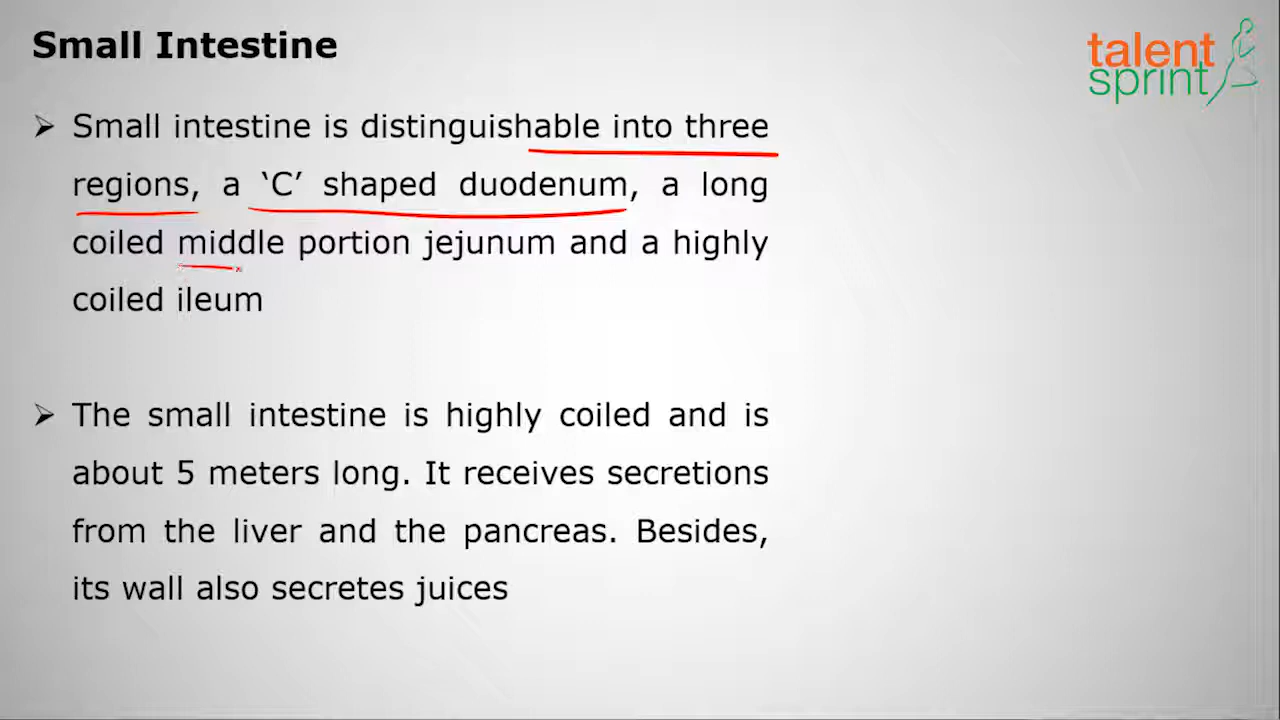 Small Intestine
talent
sprint
➢ Small intestine is distinguishable into three
regions, a ‘C’ shaped duodenum, a long
coiled middle portion jejunum and a highly
coiled ileum
➢ The small intestine is highly coiled and is
about 5 meters long. It receives secretions
from the liver and the pancreas. Besides,
its wall also secretes juices